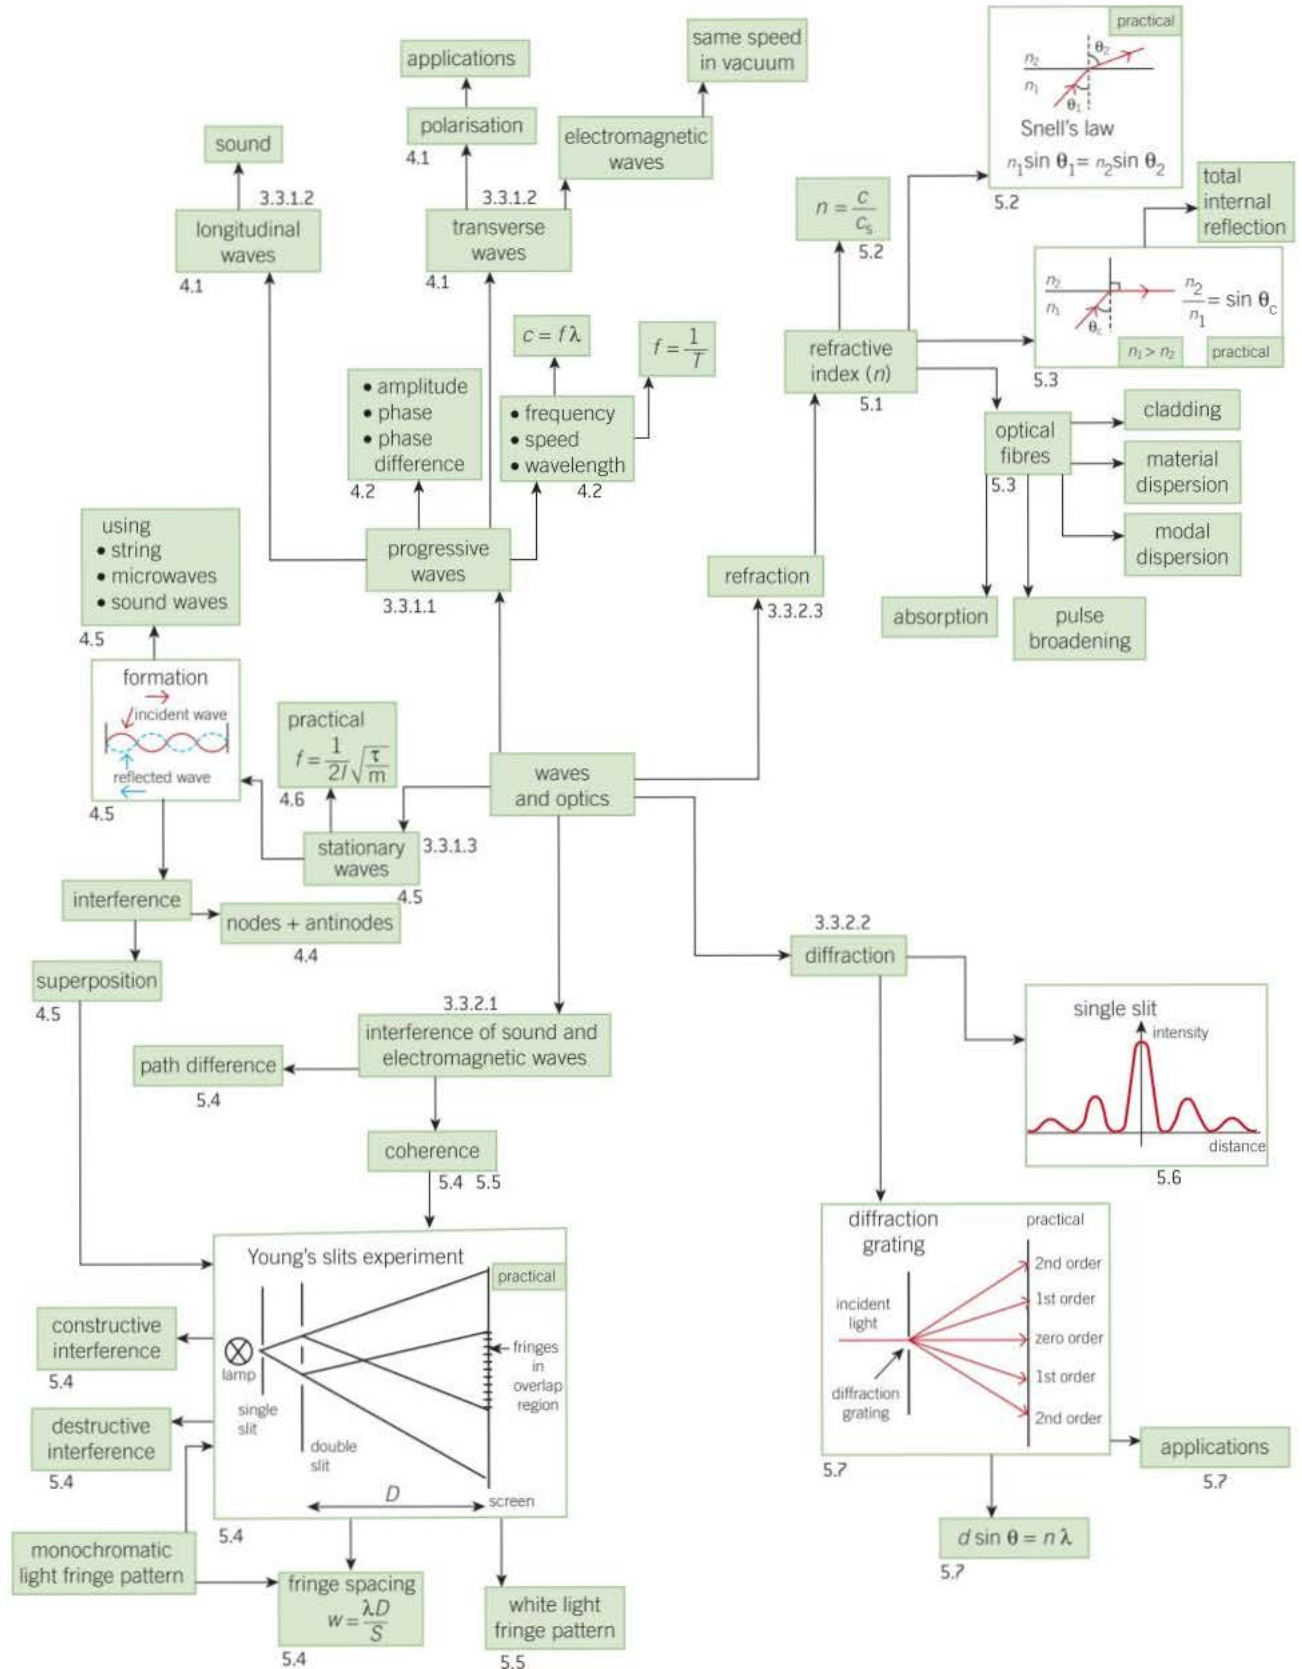 applications
same speed
in vacuum
polarisation
4.1
electromagnetic
waves
sound
3.3.1.2
longitudinal
waves
4.1
3.3.1.2
transverse
waves
4.1
c = fλ
f = 1/T
• amplitude
• phase
• phase
difference
4.2
• frequency
• speed
• wavelength
4.2
progressive
waves
3.3.1.1
practical
n₂
n₁
θ₂
θ₁
Snell's law
n₁sin θ₁= n₂sin θ₂
5.2
n = c/cₛ
5.2
total
internal
reflection
n₂
n₁
θc
n₂/n₁ = sin θc
n₁ > n₂
practical
5.3
refractive
index (n)
5.1
optical
fibres
5.3
cladding
material
dispersion
modal
dispersion
absorption
pulse
broadening
refraction
3.3.2.3
using
• string
• microwaves
• sound waves
4.5
formation
incident wave
reflected wave
4.5
practical
f = 1/2l √τ/m
4.6
waves
and optics
stationary
waves
3.3.1.3
4.5
interference
nodes + antinodes
4.4
superposition
4.5
3.3.2.1
interference of sound and
electromagnetic waves
path difference
5.4
coherence
5.4 5.5
3.3.2.2
diffraction
single slit
intensity
distance
5.6
Young's slits experiment
practical
lamp
single
slit
double
slit
fringes
in
overlap
region
D
screen
5.4
constructive
interference
5.4
destructive
interference
5.4
monochromatic
light fringe pattern
fringe spacing
w = λD/S
5.4
white light
fringe pattern
5.5
diffraction
grating
practical
incident
light
diffraction
grating
2nd order
1st order
zero order
1st order
2nd order
5.7
applications
5.7
d sin θ = n λ
5.7